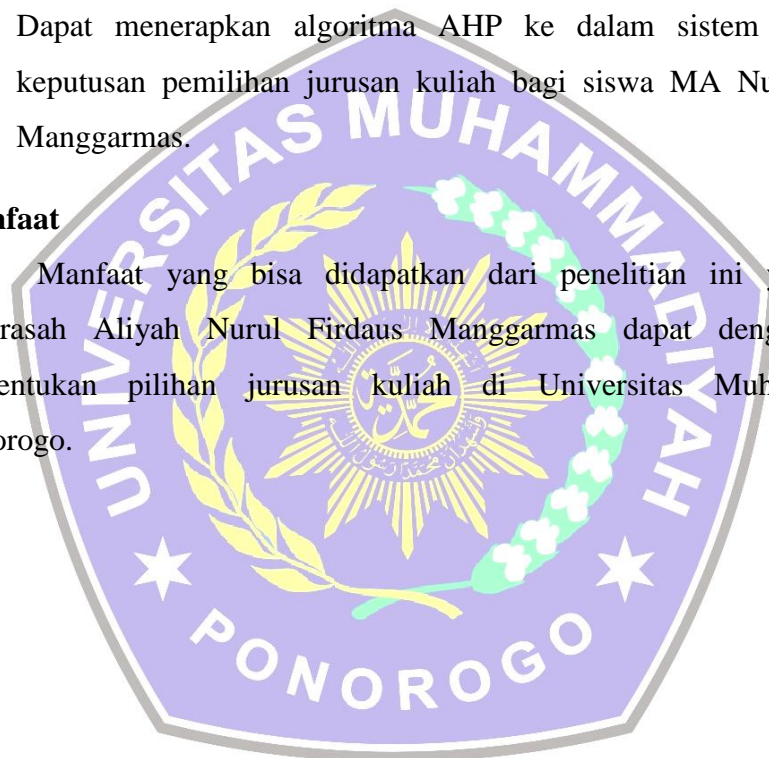 Dapat menerapkan algoritma AHP ke dalam sistem
keputusan pemilihan jurusan kuliah bagi siswa MA Nu
Manggarmas.
nfaat
Manfaat yang bisa didapatkan dari penelitian ini y
rasah Aliyah Nurul Firdaus Manggarmas dapat deng
entukan pilihan jurusan kuliah di Universitas Muh
orogo.
UNIVERSITAS MUHAMMADIYAH
PONOROGO
محمد